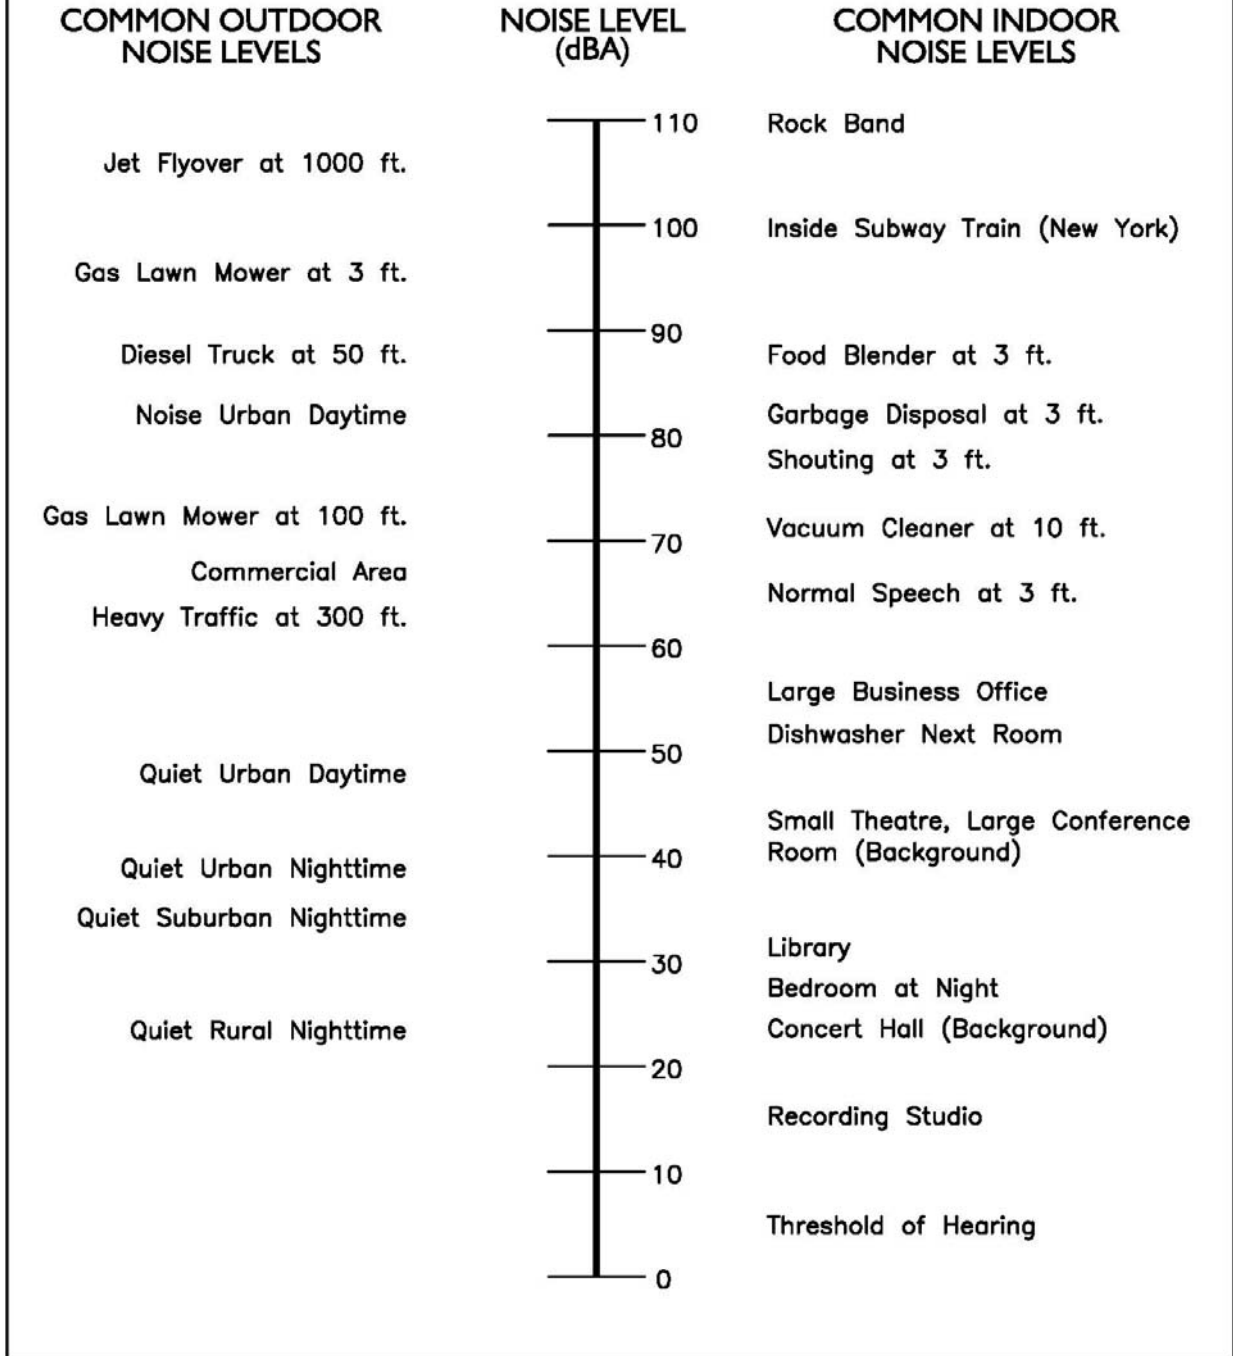 COMMON OUTDOOR
NOISE LEVELS
NOISE LEVEL
(dBA)
COMMON INDOOR
NOISE LEVELS
110
Rock Band
Jet Flyover at 1000 ft.
100
Inside Subway Train (New York)
Gas Lawn Mower at 3 ft.
90
Diesel Truck at 50 ft.
Food Blender at 3 ft.
Noise Urban Daytime
Garbage Disposal at 3 ft.
80
Shouting at 3 ft.
Gas Lawn Mower at 100 ft.
Vacuum Cleaner at 10 ft.
70
Commercial Area
Normal Speech at 3 ft.
Heavy Traffic at 300 ft.
60
Large Business Office
Dishwasher Next Room
50
Quiet Urban Daytime
Small Theatre, Large Conference
Room (Background)
40
Quiet Urban Nighttime
Quiet Suburban Nighttime
Library
30
Bedroom at Night
Quiet Rural Nighttime
Concert Hall (Background)
20
Recording Studio
10
Threshold of Hearing
0